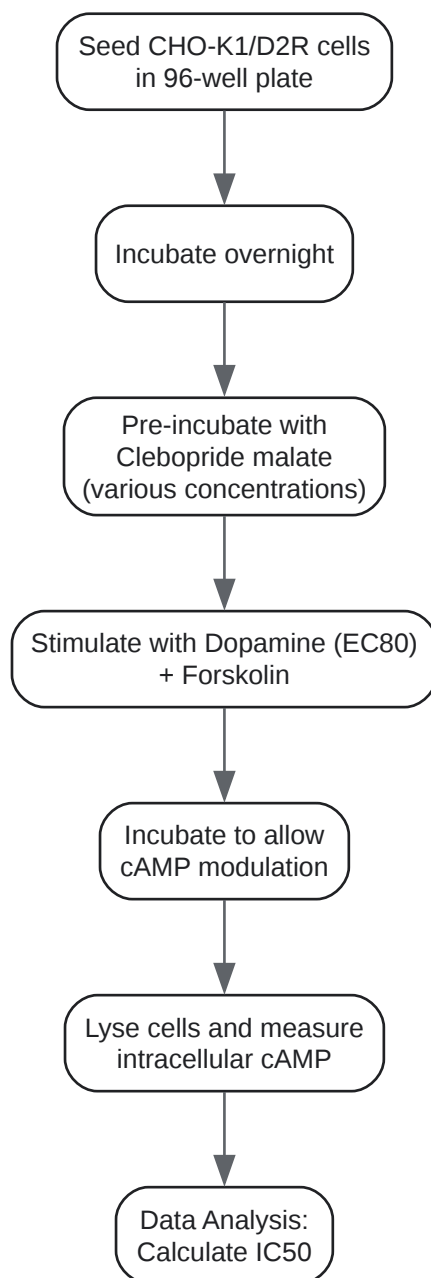 Seed CHO-K1/D2R cells
in 96-well plate
Incubate overnight
Pre-incubate with
Clebopride malate
(various concentrations)
Stimulate with Dopamine (EC80)
+ Forskolin
Incubate to allow
cAMP modulation
Lyse cells and measure
intracellular cAMP
Data Analysis:
Calculate IC50